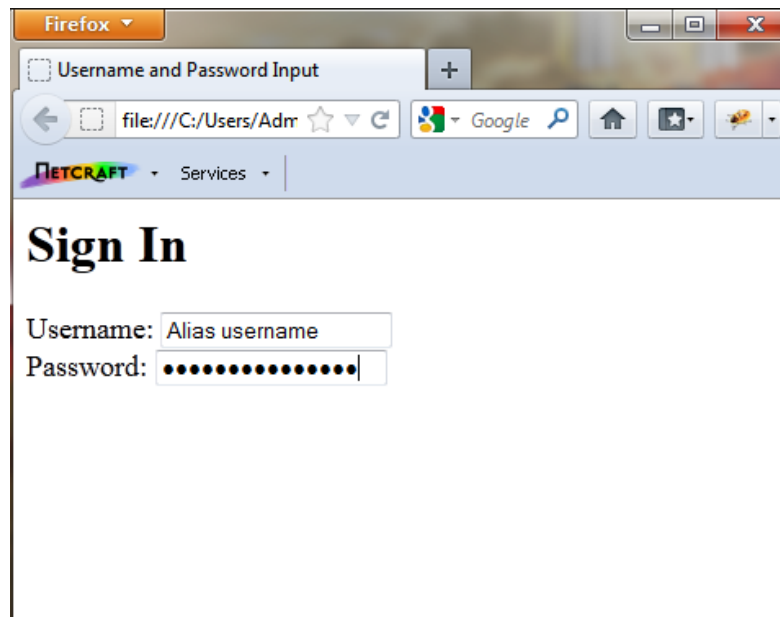 Firefox
Username and Password Input
file:///C:/Users/Adm
Google
NETCRAFT Services
Sign In
Username: Alias username
Password: •••••••••••••••